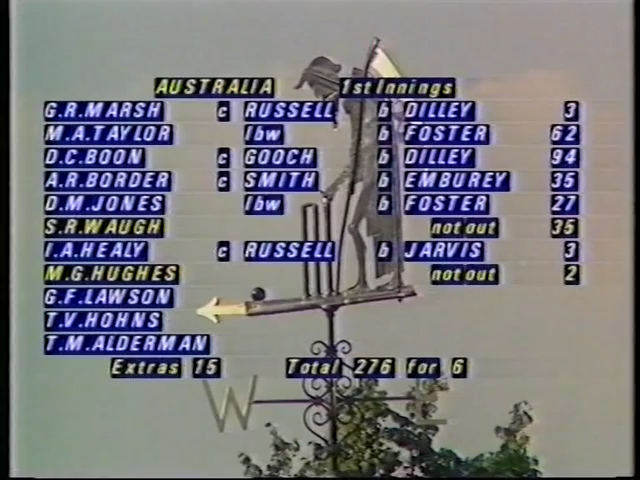 AUSTRALIA 1st Innings
G.R.MARSH c RUSSELL b DILLEY 3
M.A.TAYLOR lbw b FOSTER 62
D.C.BOON c GOOCH b DILLEY 94
A.R.BORDER c SMITH b EMBUREY 35
D.M.JONES lbw b FOSTER 27
S.R.WAUGH not out 35
I.A.HEALY c RUSSELL b JARVIS 3
M.G.HUGHES not out 2
G.F.LAWSON
T.V.HOHNS
T.M.ALDERMAN
Extras 15 Total 276 for 6
W E